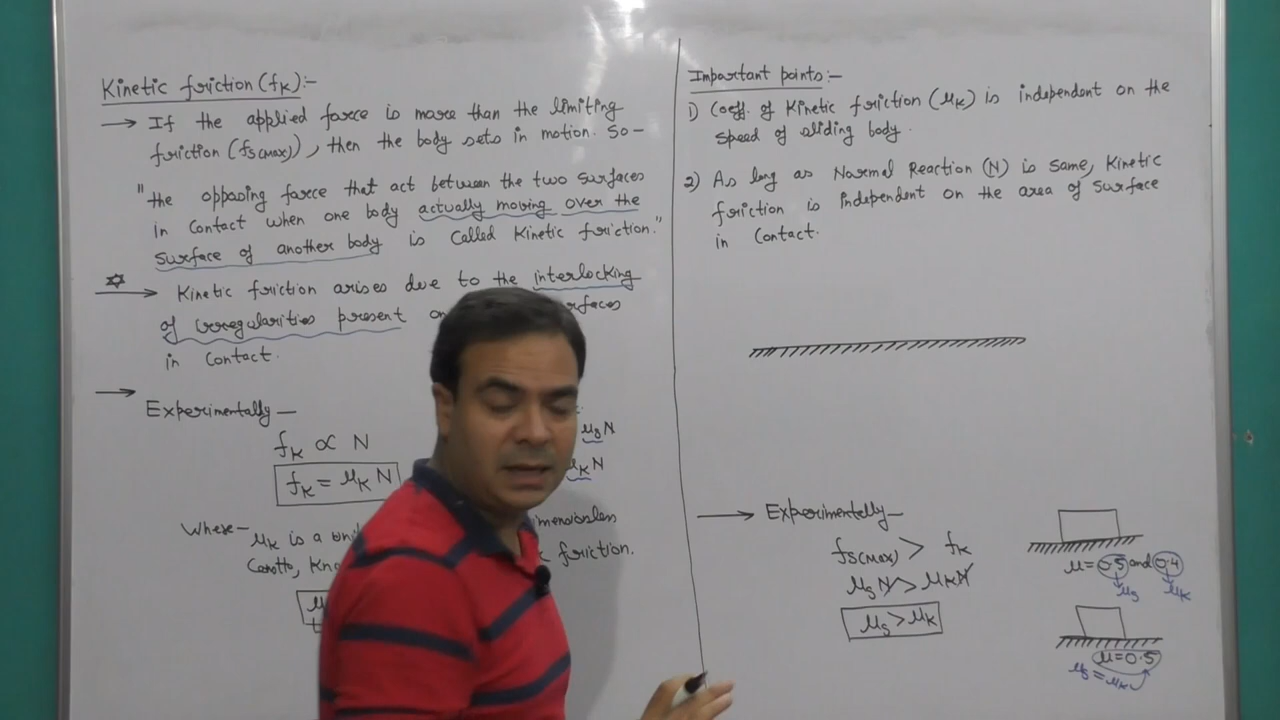 Kinetic friction (fK):-
→ If the applied force is more than the limiting
friction (fS(MAX)), then the body sets in motion. So-
"the opposing force that act between the two surfaces
in Contact when one body actually moving over the
surface of another body is Called Kinetic friction."
Kinetic friction arises due to the interlocking
of irregularities present on
in Contact.
→ Experimentally —
fK ∝ N
fK = μK N
μsN
μKN
Where-
μK is a
friction.
Important points:-
1) Coeff. of Kinetic friction (μK) is independent on the
speed of sliding body.
2) As long as Normal Reaction (N) is same, Kinetic
friction is independent on the area of surface
in Contact.
→ Experimentally—
fS(MAX) > fK
μs N > μK N
μs > μK
μ = 0.5 and 0.4
μs μK
μ = 0.5
μs = μK